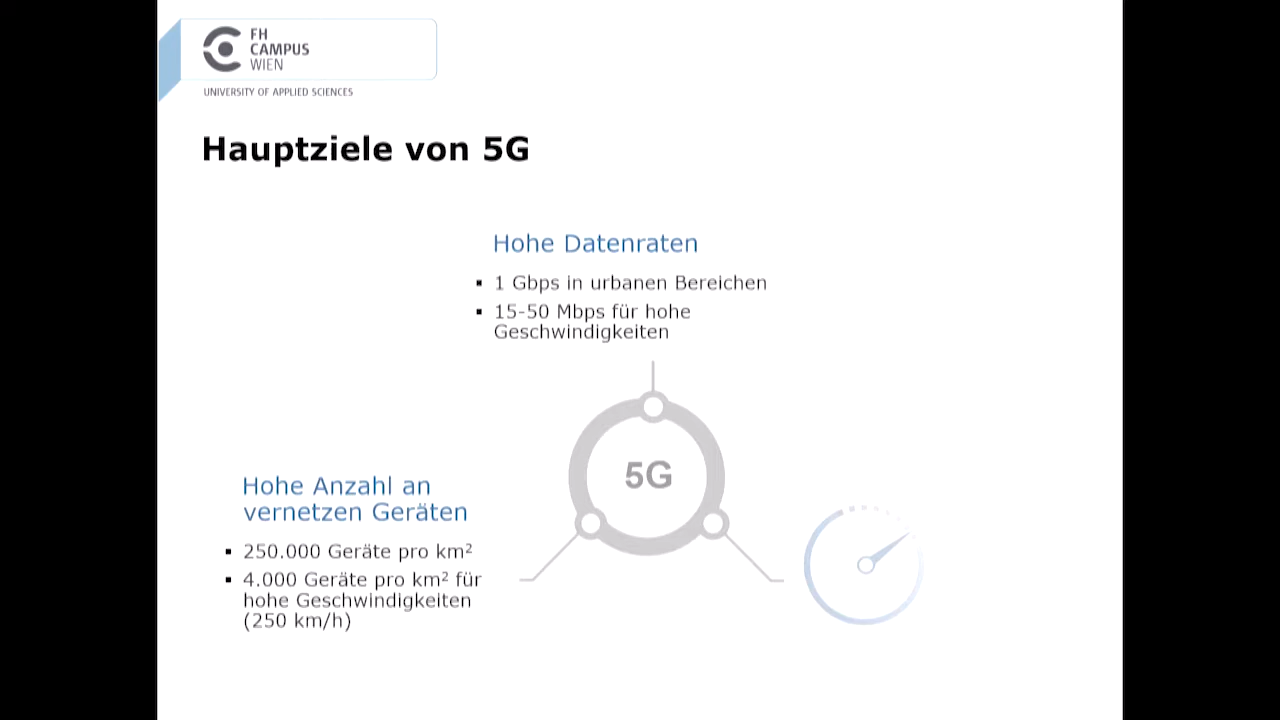 FH
CAMPUS
WIEN
UNIVERSITY OF APPLIED SCIENCES
Hauptziele von 5G
Hohe Datenraten
▪ 1 Gbps in urbanen Bereichen
▪ 15-50 Mbps für hohe
Geschwindigkeiten
5G
Hohe Anzahl an
vernetzen Geräten
▪ 250.000 Geräte pro km²
▪ 4.000 Geräte pro km² für
hohe Geschwindigkeiten
(250 km/h)